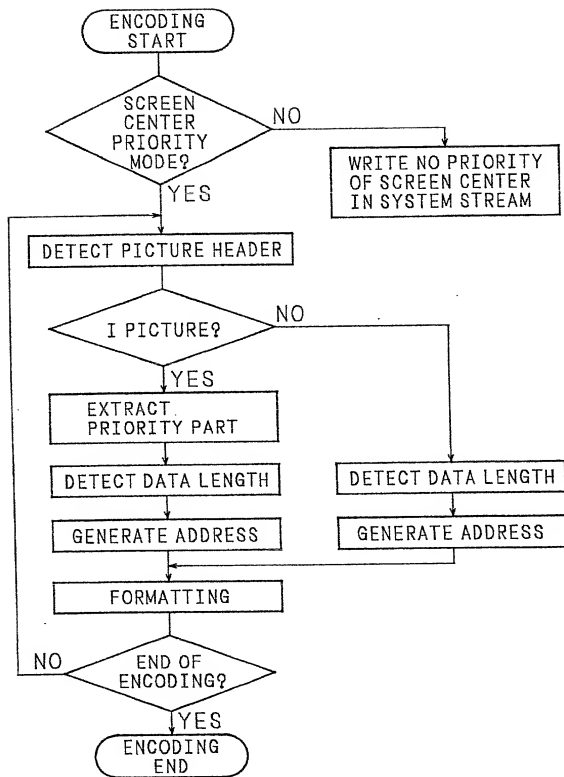 ENCODING
START
SCREEN
CENTER
PRIORITY
MODE?
NO
WRITE NO PRIORITY
OF SCREEN CENTER
IN SYSTEM STREAM
YES
DETECT PICTURE HEADER
I PICTURE?
NO
YES
EXTRACT
PRIORITY PART
DETECT DATA LENGTH
DETECT DATA LENGTH
GENERATE ADDRESS
GENERATE ADDRESS
FORMATTING
NO
END OF
ENCODING?
YES
ENCODING
END